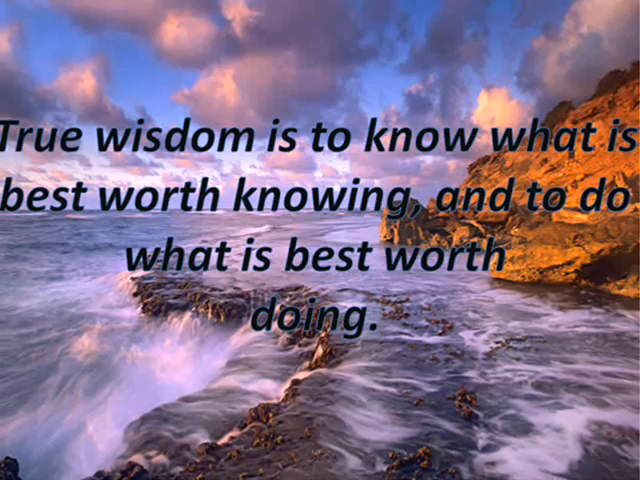 True wisdom is to know what is
best worth knowing, and to do
what is best worth
doing.